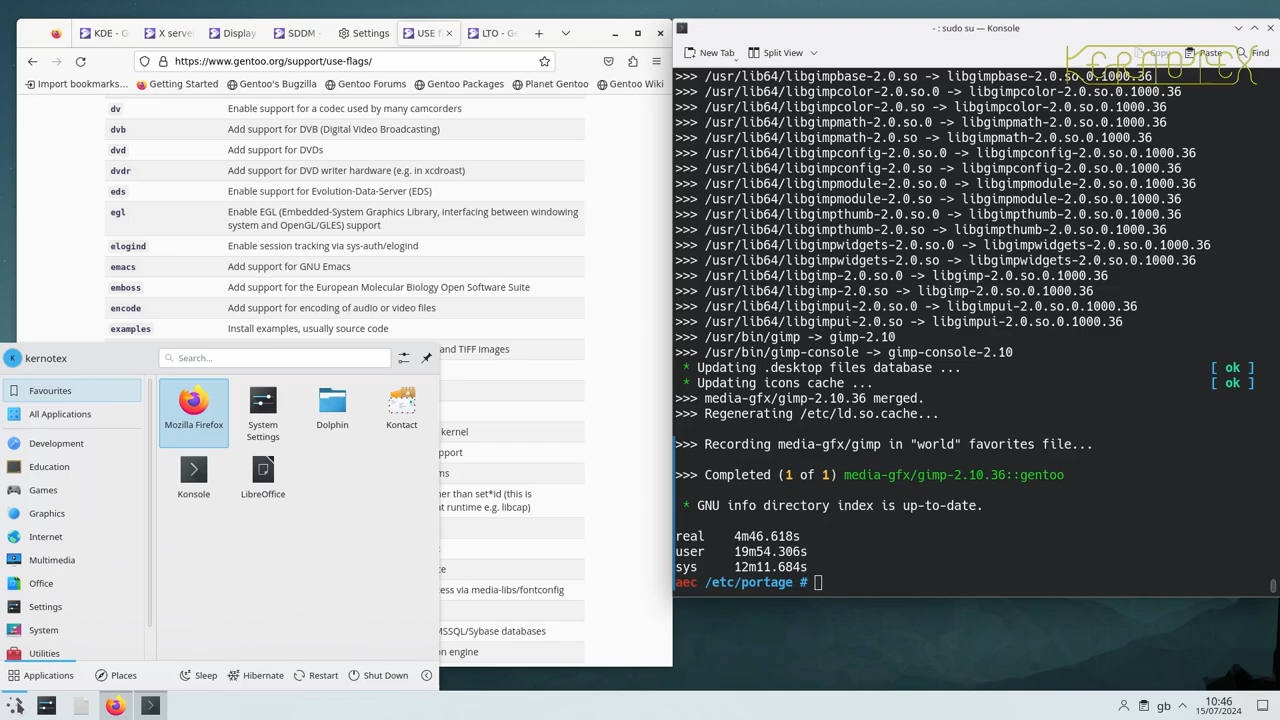 KDE - G
X server
Display
SDDM -
Settings
USE fl
LTO - Ge
https://www.gentoo.org/support/use-flags/
Import bookmarks...
Getting Started
Gentoo's Bugzilla
Gentoo Forums
Gentoo Packages
Planet Gentoo
Gentoo Wiki
dv Enable support for a codec used by many camcorders
dvb Add support for DVB (Digital Video Broadcasting)
dvd Add support for DVDs
dvdr Add support for DVD writer hardware (e.g. in xcdroast)
eds Enable support for Evolution-Data-Server (EDS)
egl Enable EGL (Embedded-System Graphics Library, interfacing between windowing
system and OpenGL/GLES) support
elogind Enable session tracking via sys-auth/elogind
emacs Add support for GNU Emacs
emboss Add support for the European Molecular Biology Open Software Suite
encode Add support for encoding of audio or video files
examples Install examples, usually source code
and TIFF images
kernel
pport
ms
her than set*id (this is
at runtime e.g. libcap)
te
ess via media-libs/fontconfig
MSSQL/Sybase databases
on engine
K kernotex
Search...
Favourites
All Applications
Development
Education
Games
Graphics
Internet
Multimedia
Office
Settings
System
Utilities
Mozilla Firefox
System
Settings
Dolphin
Kontact
Konsole
LibreOffice
Applications
Places
Sleep
Hibernate
Restart
Shut Down
- : sudo su — Konsole
New Tab
Split View
Copy
Paste
Find
KERNOTEX
>>> /usr/lib64/libgimpbase-2.0.so -> libgimpbase-2.0.so.0.1000.36
>>> /usr/lib64/libgimpcolor-2.0.so.0 -> libgimpcolor-2.0.so.0.1000.36
>>> /usr/lib64/libgimpcolor-2.0.so -> libgimpcolor-2.0.so.0.1000.36
>>> /usr/lib64/libgimpmath-2.0.so.0 -> libgimpmath-2.0.so.0.1000.36
>>> /usr/lib64/libgimpmath-2.0.so -> libgimpmath-2.0.so.0.1000.36
>>> /usr/lib64/libgimpconfig-2.0.so.0 -> libgimpconfig-2.0.so.0.1000.36
>>> /usr/lib64/libgimpconfig-2.0.so -> libgimpconfig-2.0.so.0.1000.36
>>> /usr/lib64/libgimpmodule-2.0.so.0 -> libgimpmodule-2.0.so.0.1000.36
>>> /usr/lib64/libgimpmodule-2.0.so -> libgimpmodule-2.0.so.0.1000.36
>>> /usr/lib64/libgimpthumb-2.0.so.0 -> libgimpthumb-2.0.so.0.1000.36
>>> /usr/lib64/libgimpthumb-2.0.so -> libgimpthumb-2.0.so.0.1000.36
>>> /usr/lib64/libgimpwidgets-2.0.so.0 -> libgimpwidgets-2.0.so.0.1000.36
>>> /usr/lib64/libgimpwidgets-2.0.so -> libgimpwidgets-2.0.so.0.1000.36
>>> /usr/lib64/libgimp-2.0.so.0 -> libgimp-2.0.so.0.1000.36
>>> /usr/lib64/libgimp-2.0.so -> libgimp-2.0.so.0.1000.36
>>> /usr/lib64/libgimpui-2.0.so.0 -> libgimpui-2.0.so.0.1000.36
>>> /usr/lib64/libgimpui-2.0.so -> libgimpui-2.0.so.0.1000.36
>>> /usr/bin/gimp -> gimp-2.10
>>> /usr/bin/gimp-console -> gimp-console-2.10
* Updating .desktop files database ... [ ok ]
* Updating icons cache ... [ ok ]
>>> media-gfx/gimp-2.10.36 merged.
>>> Regenerating /etc/ld.so.cache...
>>> Recording media-gfx/gimp in "world" favorites file...
>>> Completed (1 of 1) media-gfx/gimp-2.10.36::gentoo
* GNU info directory index is up-to-date.
real 4m46.618s
user 19m54.306s
sys 12m11.684s
aec /etc/portage #
gb
10:46
15/07/2024